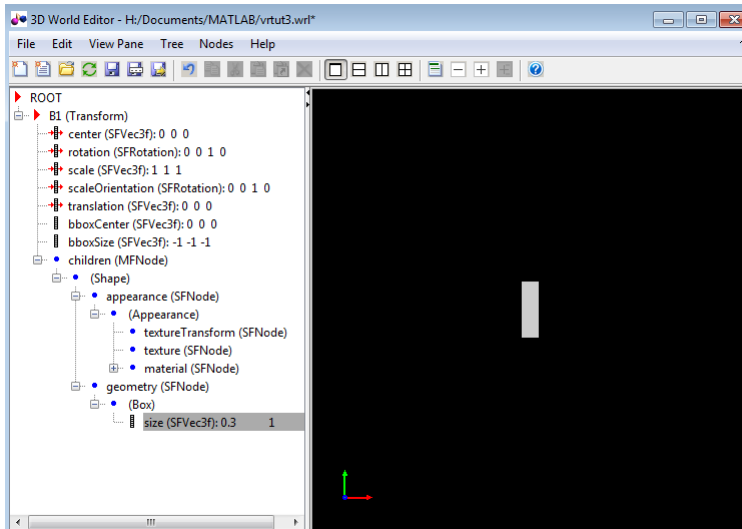 3D World Editor - H:/Documents/MATLAB/vrtut3.wrl*
File Edit View Pane Tree Nodes Help
ROOT
B1 (Transform)
center (SFVec3f): 0 0 0
rotation (SFRotation): 0 0 1 0
scale (SFVec3f): 1 1 1
scaleOrientation (SFRotation): 0 0 1 0
translation (SFVec3f): 0 0 0
bboxCenter (SFVec3f): 0 0 0
bboxSize (SFVec3f): -1 -1 -1
children (MFNode)
(Shape)
appearance (SFNode)
(Appearance)
textureTransform (SFNode)
texture (SFNode)
material (SFNode)
geometry (SFNode)
(Box)
size (SFVec3f): 0.3 1